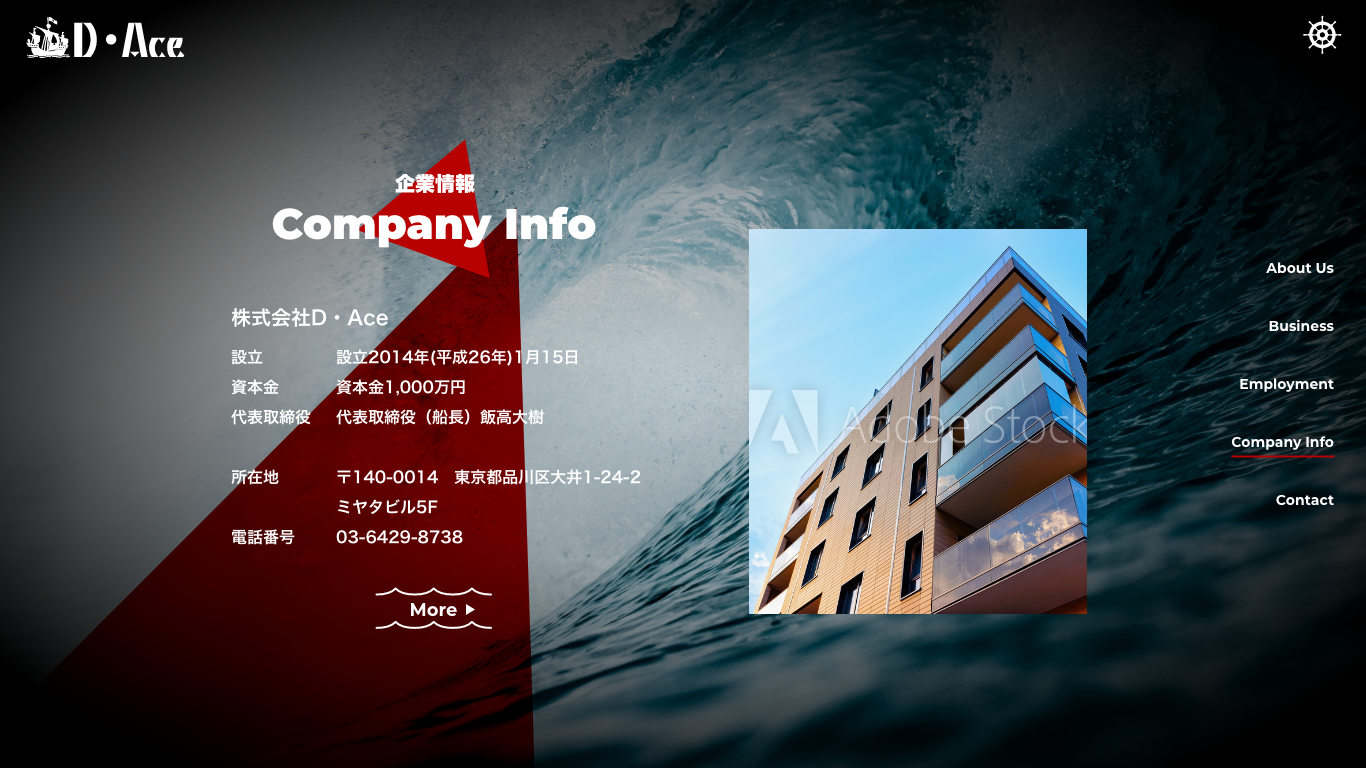 D・Ace
企業情報
Company Info
株式会社D・Ace
設立 設立2014年(平成26年)1月15日
資本金 資本金1,000万円
代表取締役 代表取締役（船長）飯高大樹
所在地 〒140-0014 東京都品川区大井1-24-2
ミヤタビル5F
電話番号 03-6429-8738
More
Adobe Stock
About Us
Business
Employment
Company Info
Contact